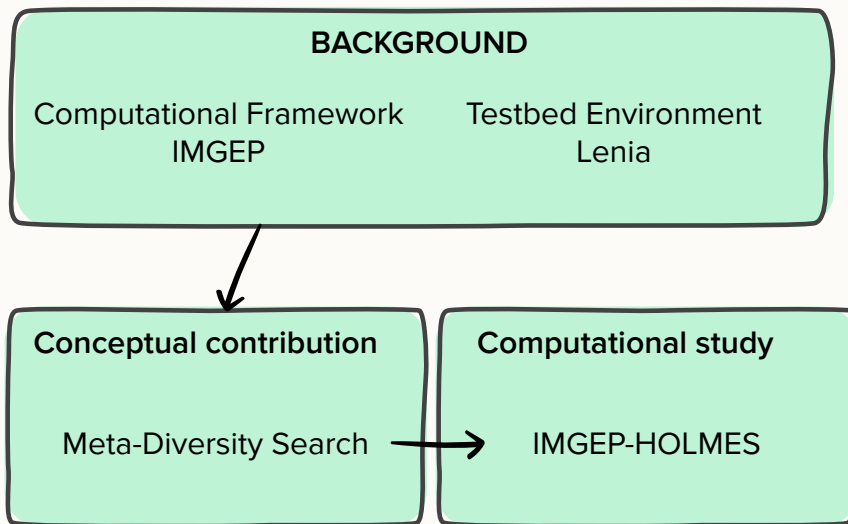 BACKGROUND
Computational Framework
IMGEP
Testbed Environment
Lenia
Conceptual contribution
Meta-Diversity Search
Computational study
IMGEP-HOLMES